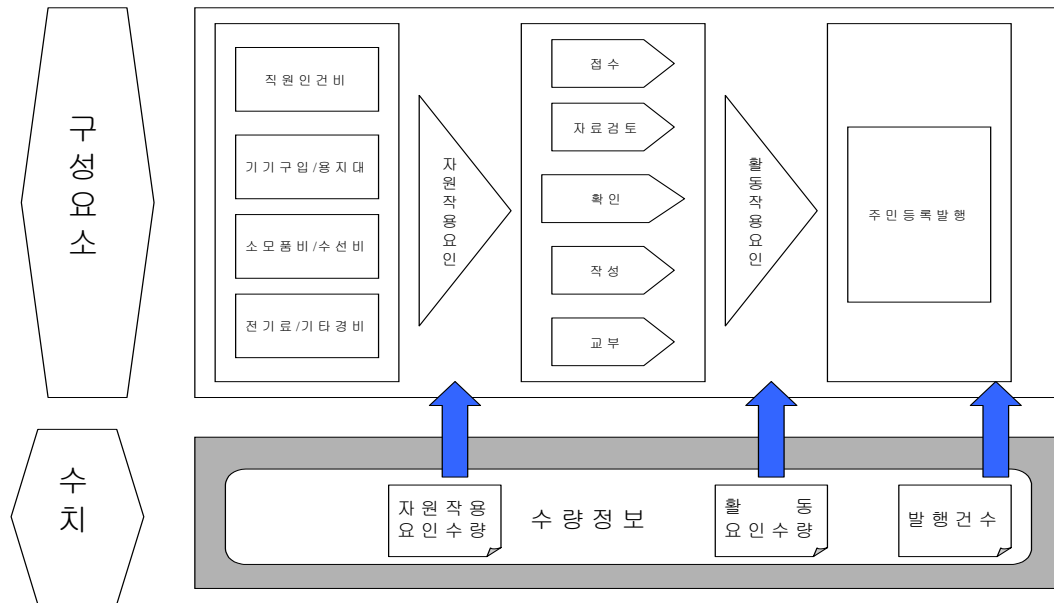 구성요소
직원인건비
기기구입/용지대
소모품비/수선비
전기료/기타경비
자원작용요인
접수
자료검토
확인
작성
교부
활동작용요인
주민등록발행
수치
자원작용
요인수량
수량정보
활 동
요인수량
발행건수